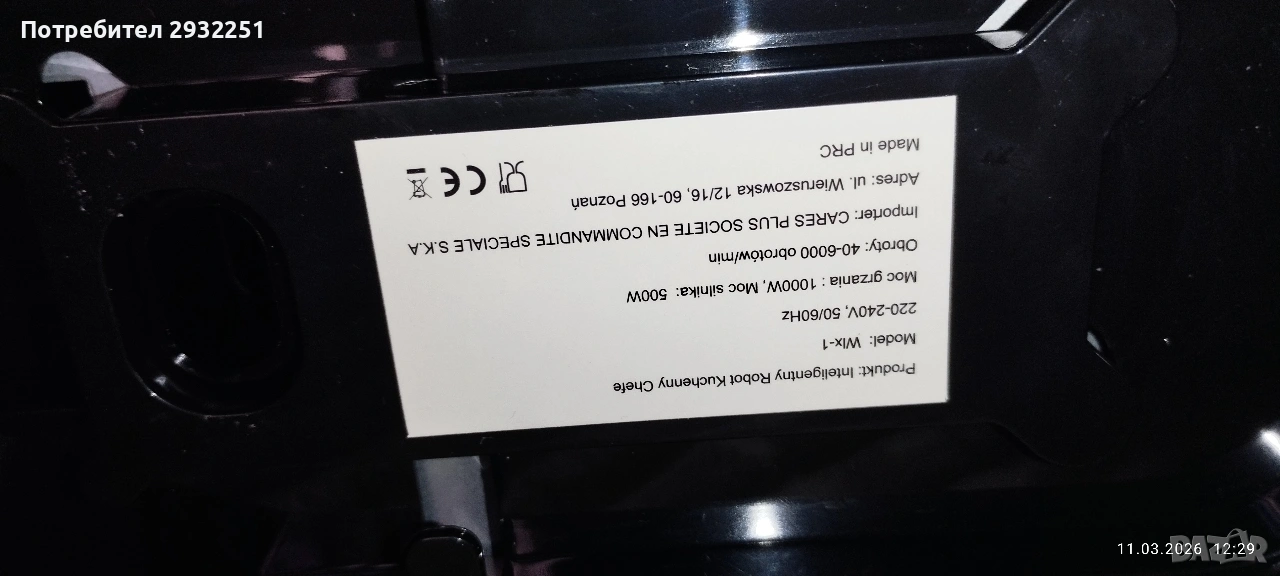 Потребител 2932251
Produkt: Inteligentny Robot Kuchenny Chefe
Model: Wlx-1
220-240V, 50/60Hz
Moc grzania : 1000W, Moc silnika: 500W
Obroty: 40-6000 obrotów/min
Importer: CARES PLUS SOCIETE EN COMMANDITE SPECIALE S.K.A
Adres: ul. Wieruszowska 12/16, 60-166 Poznań
Made in PRC
CE
11.03.2026 12:29
BAZAR